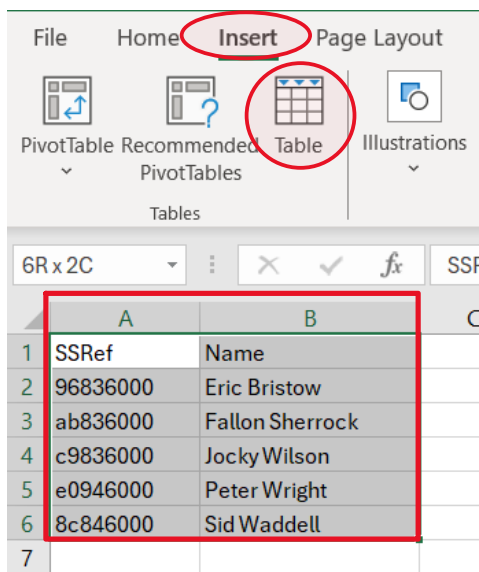 File Home Insert Page Layout
PivotTable Recommended Table Illustrations
PivotTables
Tables
6R x 2C fx SSR
A B C
1 SSRef Name
2 96836000 Eric Bristow
3 ab836000 Fallon Sherrock
4 c9836000 Jocky Wilson
5 e0946000 Peter Wright
6 8c846000 Sid Waddell
7